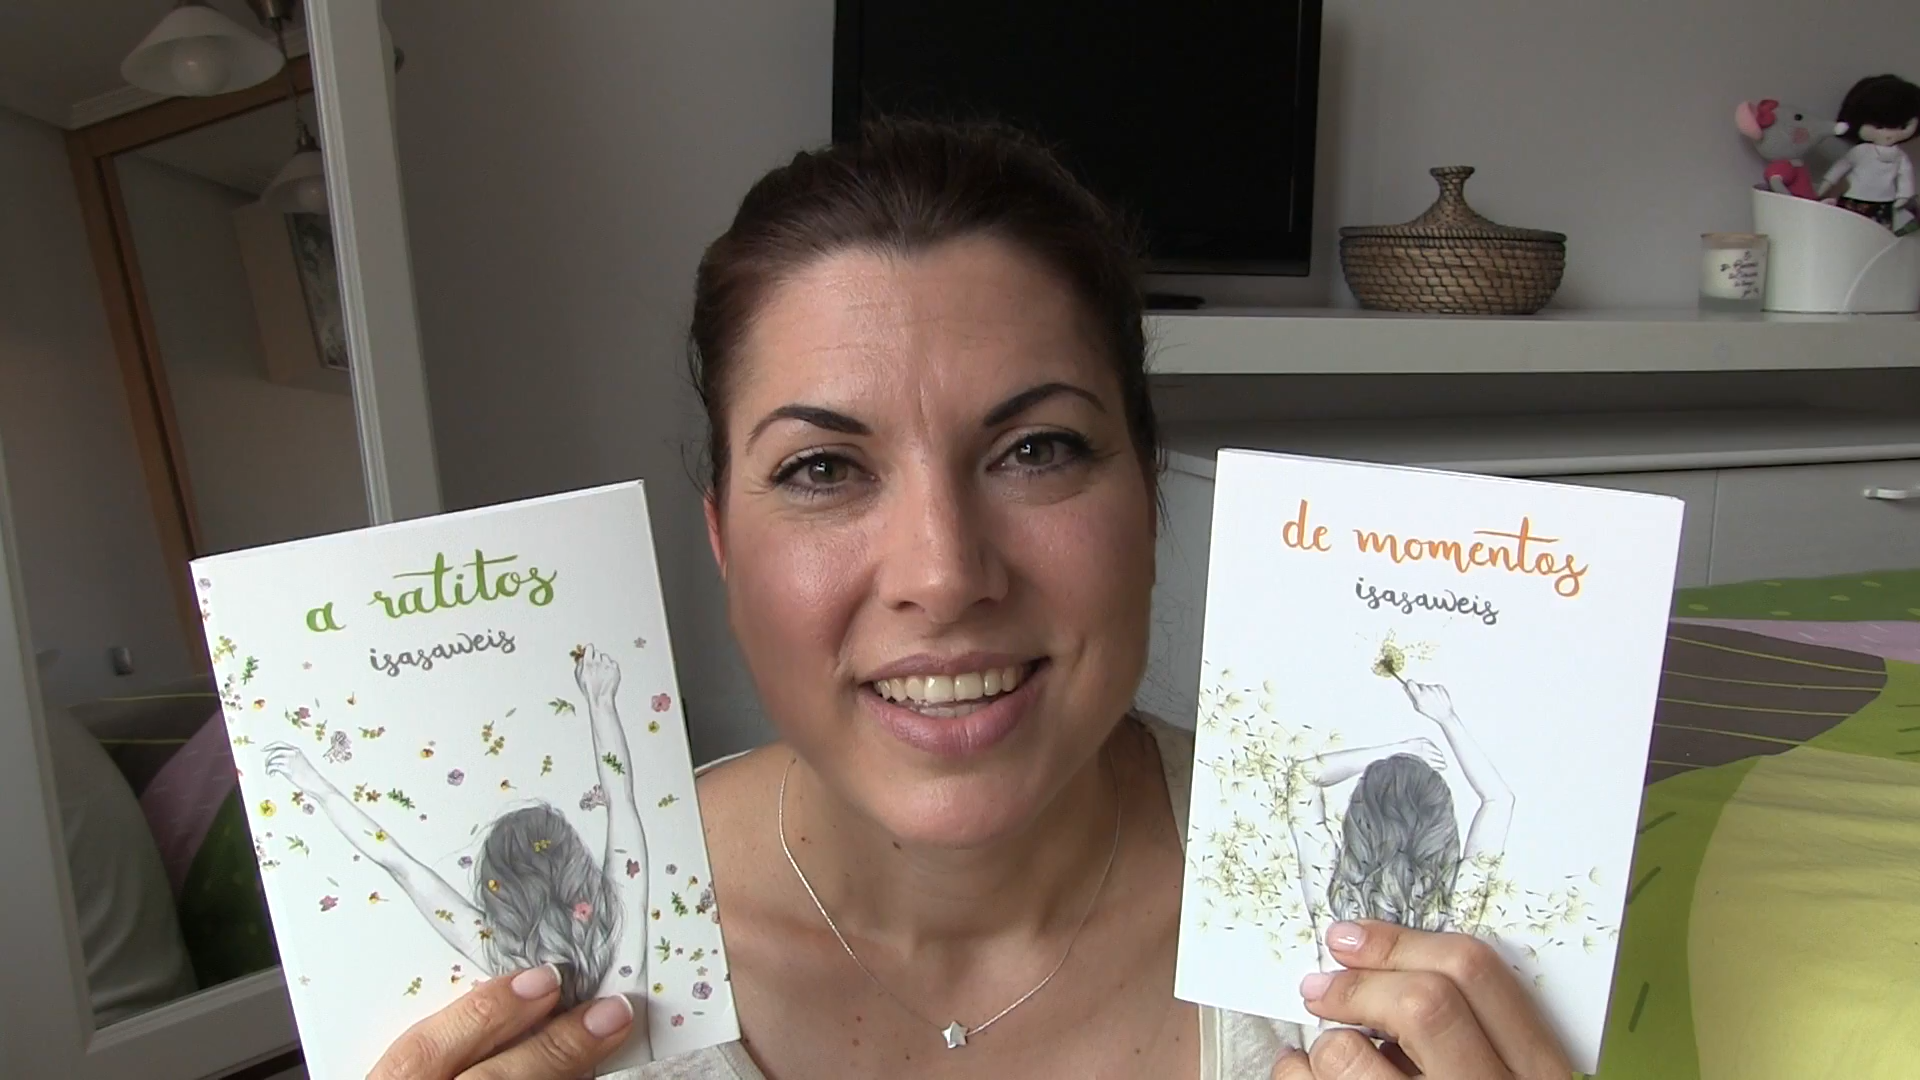 a ratitos
isasaweis
de momentos
isasaweis